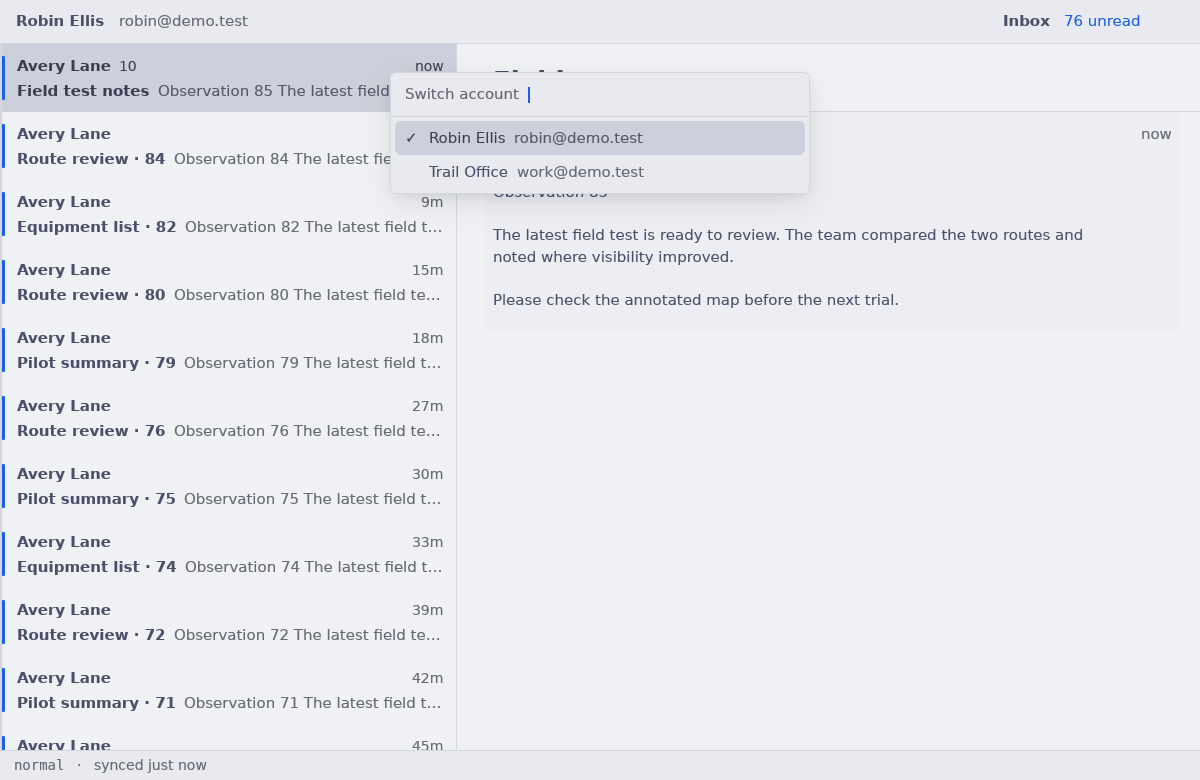 Robin Ellis robin@demo.test
Inbox 76 unread
Avery Lane 10 now
Field test notes Observation 85 The latest field
Avery Lane
Route review · 84 Observation 84 The latest fie
Avery Lane 9m
Equipment list · 82 Observation 82 The latest field t…
Avery Lane 15m
Route review · 80 Observation 80 The latest field te…
Avery Lane 18m
Pilot summary · 79 Observation 79 The latest field t…
Avery Lane 27m
Route review · 76 Observation 76 The latest field te…
Avery Lane 30m
Pilot summary · 75 Observation 75 The latest field t…
Avery Lane 33m
Equipment list · 74 Observation 74 The latest field t…
Avery Lane 39m
Route review · 72 Observation 72 The latest field te…
Avery Lane 42m
Pilot summary · 71 Observation 71 The latest field t…
Avery Lane 45m
Switch account
✓ Robin Ellis robin@demo.test
Trail Office work@demo.test
now
Observation 85
The latest field test is ready to review. The team compared the two routes and
noted where visibility improved.
Please check the annotated map before the next trial.
normal · synced just now